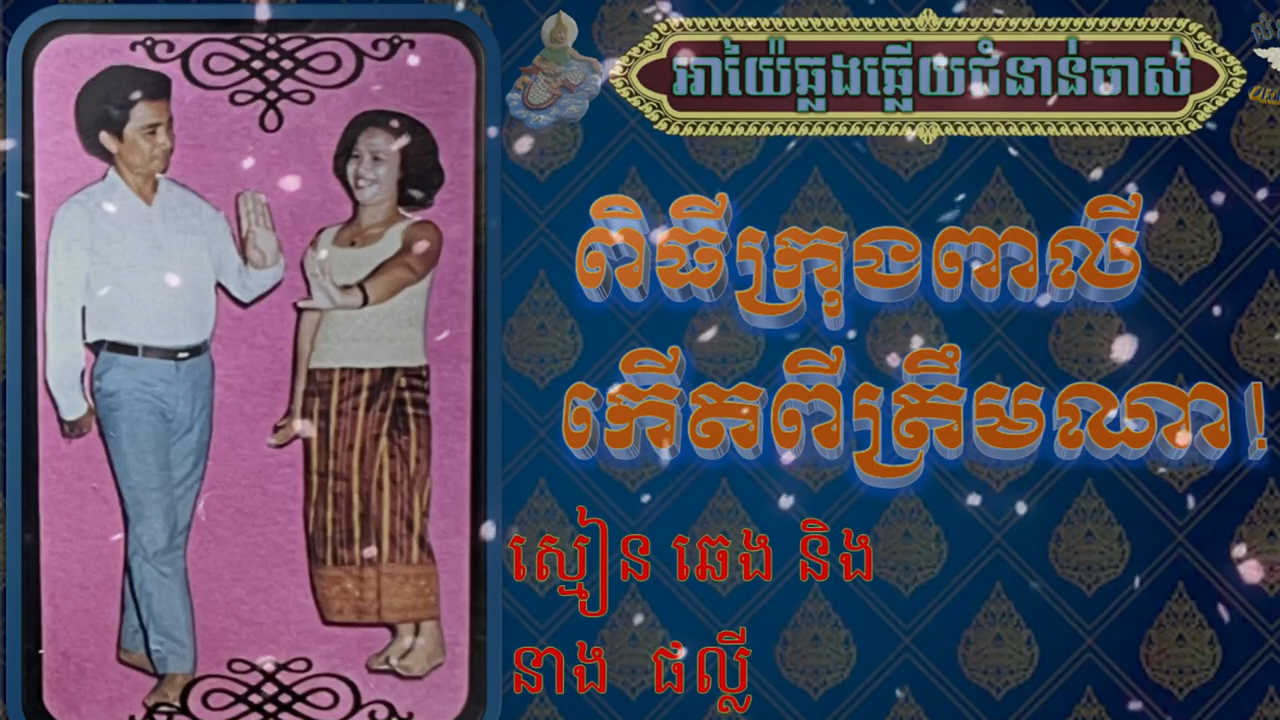 អាយ៉ៃឆ្លងឆ្លើយជំនាន់ចាស់
ពិធីក្រុងពាលី
កើតពីត្រឹមណា!
ស្មៀន ឆេង និង
នាង ផល្លី